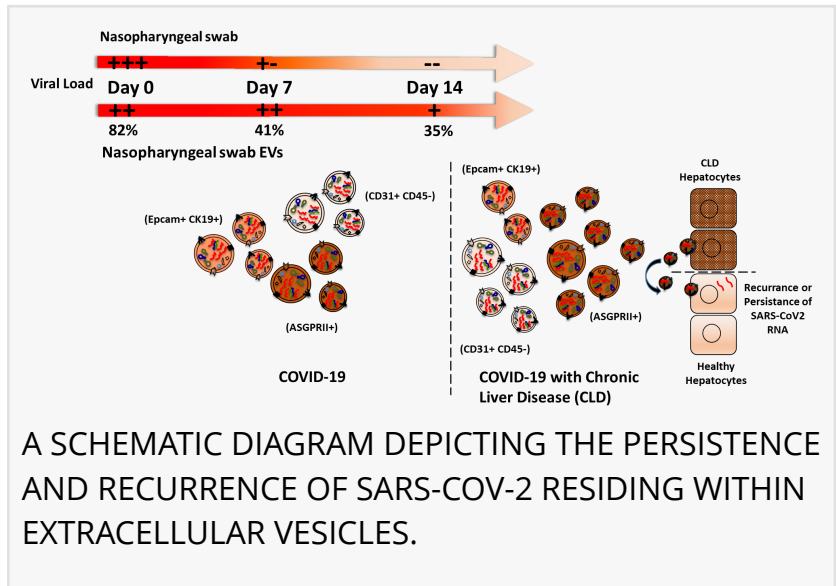 Nasopharyngeal swab
+++ +- --
Viral Load Day 0 Day 7 Day 14
++ ++ +
82% 41% 35%
Nasopharyngeal swab EVs
(Epcam+ CK19+)
(CD31+ CD45-)
(ASGPRII+)
COVID-19
(Epcam+ CK19+)
(ASGPRII+)
(CD31+ CD45-)
COVID-19 with Chronic
Liver Disease (CLD)
CLD
Hepatocytes
Recurrance or
Persistance of
SARS-CoV2
RNA
Healthy
Hepatocytes
A SCHEMATIC DIAGRAM DEPICTING THE PERSISTENCE
AND RECURRENCE OF SARS-COV-2 RESIDING WITHIN
EXTRACELLULAR VESICLES.